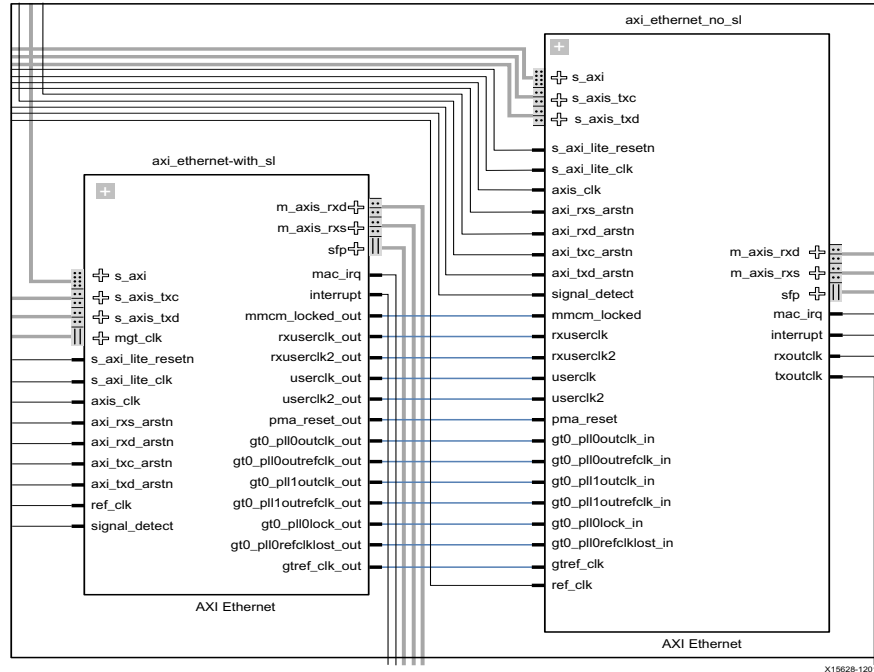 axi_ethernet_no_sl
s_axi
s_axis_txc
s_axis_txd
s_axi_lite_resetn
s_axi_lite_clk
axis_clk
axi_rxs_arstn
axi_rxd_arstn
axi_txc_arstn
axi_txd_arstn
signal_detect
mmcm_locked
rxuserclk
rxuserclk2
userclk
userclk2
pma_reset
gt0_pll0outclk_in
gt0_pll0outrefclk_in
gt0_pll1outclk_in
gt0_pll1outrefclk_in
gt0_pll0lock_in
gt0_pll0refclklost_in
gtref_clk
ref_clk
m_axis_rxd
m_axis_rxs
sfp
mac_irq
interrupt
rxoutclk
txoutclk
AXI Ethernet
axi_ethernet-with_sl
s_axi
s_axis_txc
s_axis_txd
mgt_clk
s_axi_lite_resetn
s_axi_lite_clk
axis_clk
axi_rxs_arstn
axi_rxd_arstn
axi_txc_arstn
axi_txd_arstn
ref_clk
signal_detect
m_axis_rxd
m_axis_rxs
sfp
mac_irq
interrupt
mmcm_locked_out
rxuserclk_out
rxuserclk2_out
userclk_out
userclk2_out
pma_reset_out
gt0_pll0outclk_out
gt0_pll0outrefclk_out
gt0_pll1outclk_out
gt0_pll1outrefclk_out
gt0_pll0lock_out
gt0_pll0refclklost_out
gtref_clk_out
AXI Ethernet